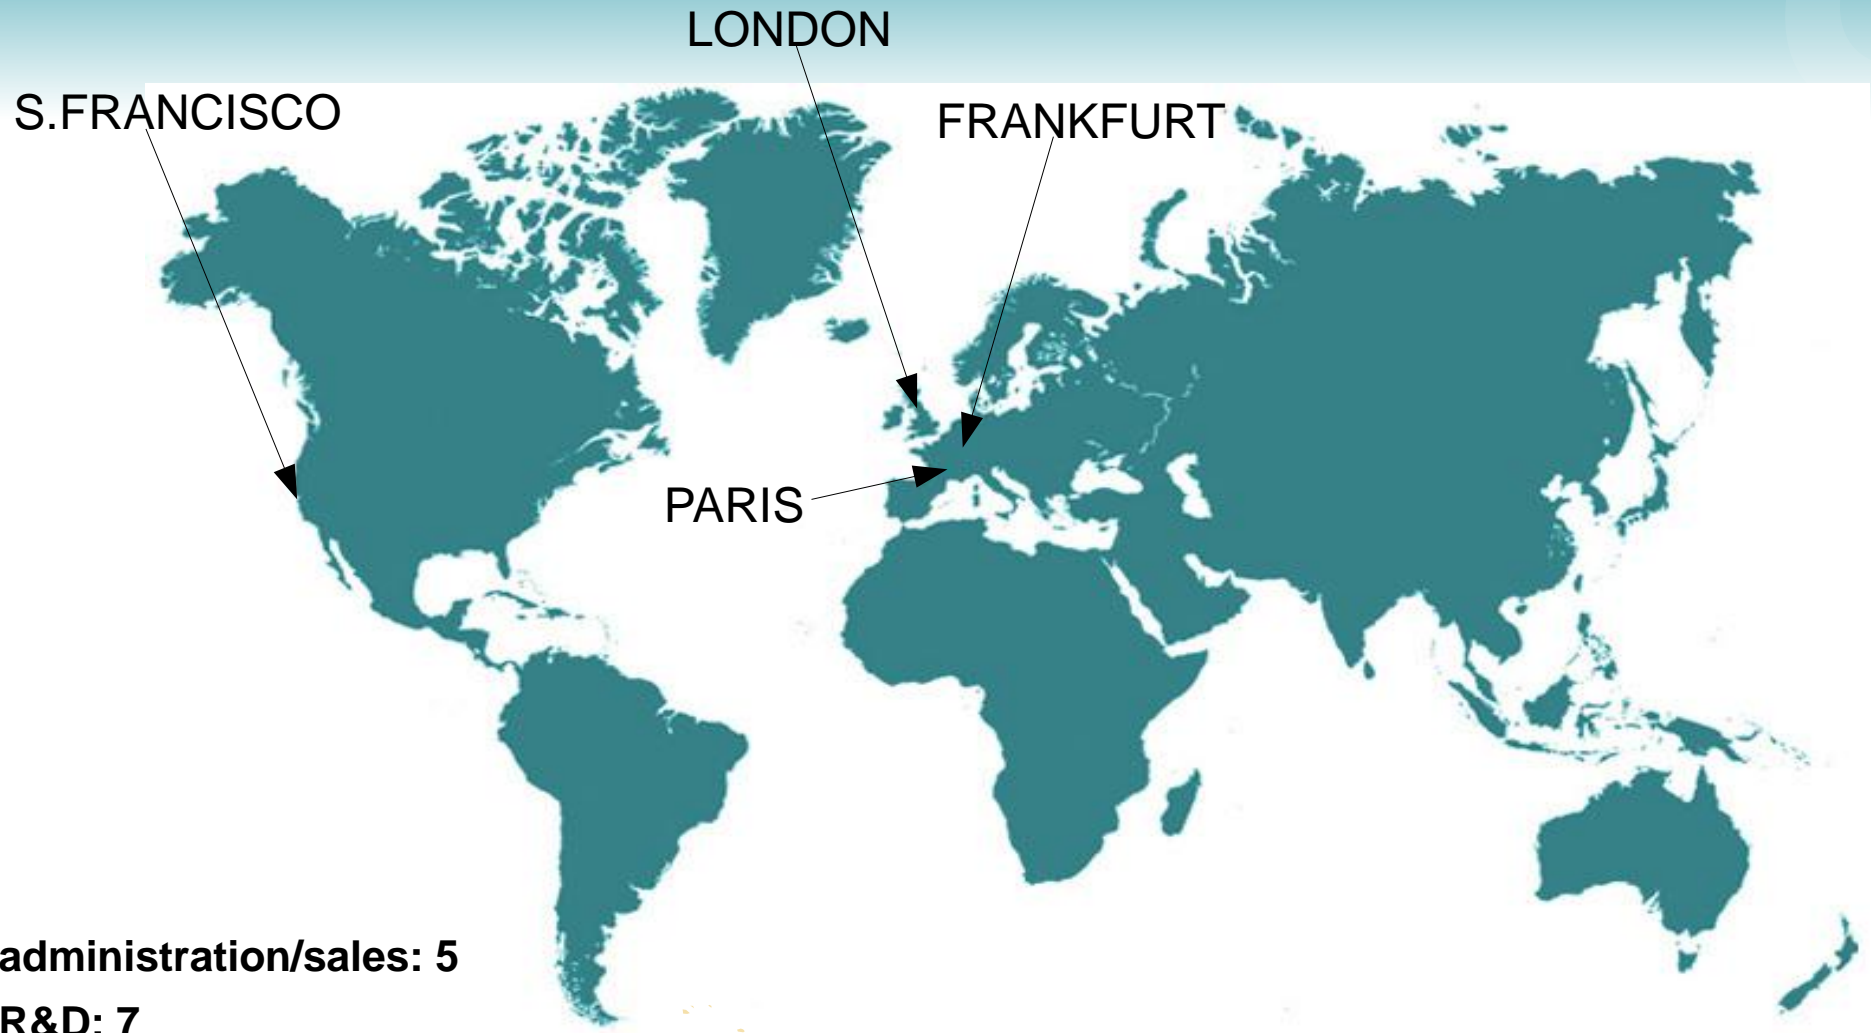 LONDON
S.FRANCISCO
FRANKFURT
PARIS
administration/sales: 5
R&D: 7